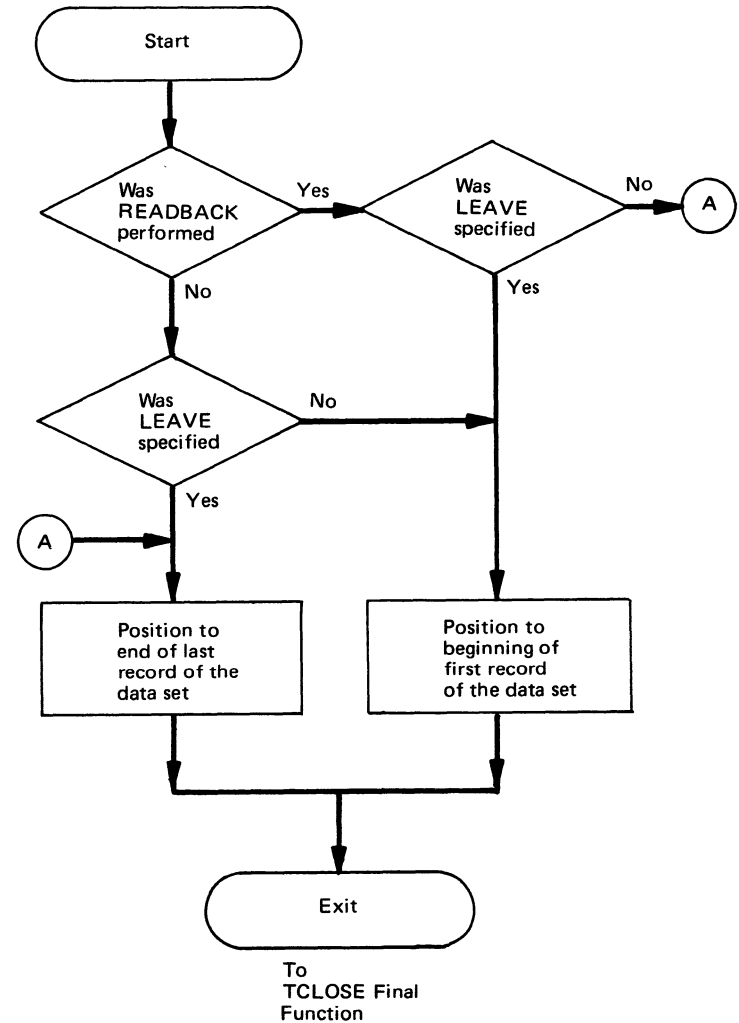 Start
Was
READBACK
performed
Yes
Was
LEAVE
specified
No
A
No
Yes
Was
LEAVE
specified
No
Yes
A
Position to
end of last
record of the
data set
Position to
beginning of
first record
of the data set
Exit
To
TCLOSE Final
Function